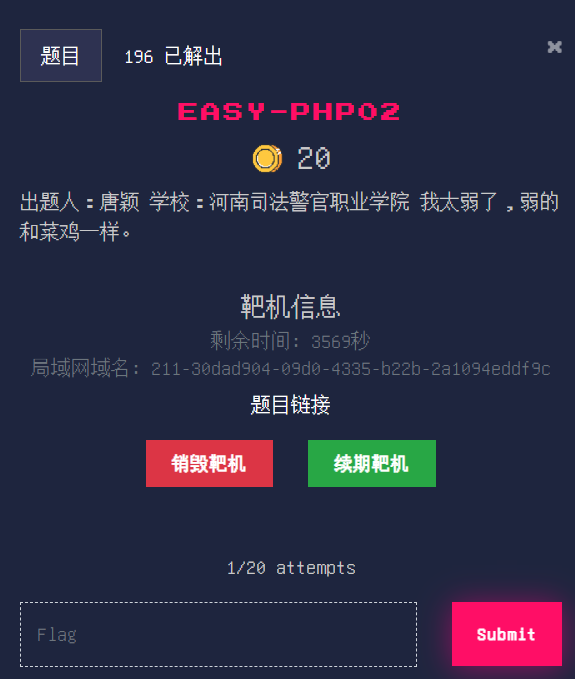 题目 196 已解出
EASY-PHP02
20
出题人：唐颖 学校：河南司法警官职业学院 我太弱了，弱的
和菜鸡一样。
靶机信息
剩余时间: 3569秒
局域网域名: 211-30dad904-09d0-4335-b22b-2a1094eddf9c
题目链接
销毁靶机 续期靶机
1/20 attempts
Flag Submit